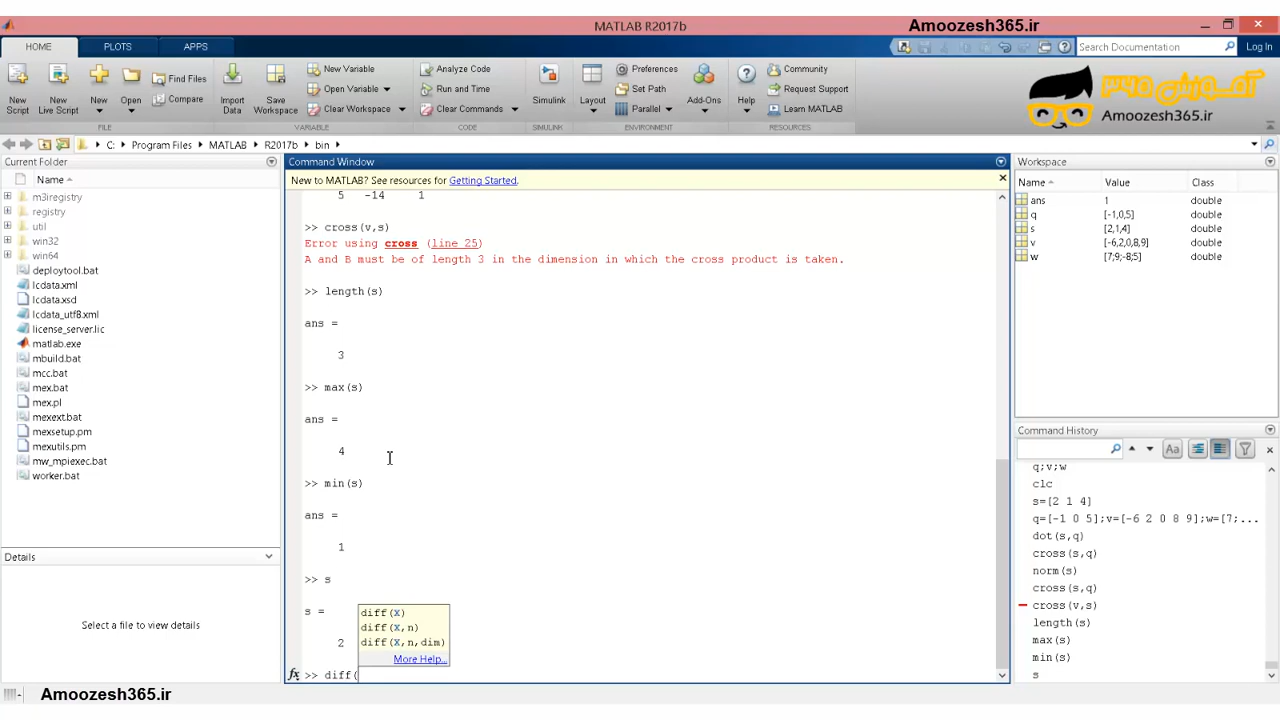 MATLAB R2017b
Amoozesh365.ir
HOME
PLOTS
APPS
Search Documentation
Log In
New Script
New Live Script
New
Open
Find Files
Compare
Import Data
Save Workspace
New Variable
Open Variable
Clear Workspace
Analyze Code
Run and Time
Clear Commands
Simulink
Layout
Preferences
Set Path
Parallel
Add-Ons
Help
Community
Request Support
Learn MATLAB
FILE
VARIABLE
CODE
SIMULINK
ENVIRONMENT
RESOURCES
آموزش ۳۶۵
Amoozesh365.ir
C: Program Files MATLAB R2017b bin
Current Folder
Name
m3iregistry
registry
util
win32
win64
deploytool.bat
lcdata.xml
lcdata.xsd
lcdata_utf8.xml
license_server.lic
matlab.exe
mbuild.bat
mcc.bat
mex.bat
mex.pl
mexext.bat
mexsetup.pm
mexutils.pm
mw_mpiexec.bat
worker.bat
Details
Select a file to view details
Command Window
New to MATLAB? See resources for Getting Started.
5 -14 1
>> cross(v,s)
Error using cross (line 25)
A and B must be of length 3 in the dimension in which the cross product is taken.
>> length(s)
ans =
3
>> max(s)
ans =
4
>> min(s)
ans =
1
>> s
s =
2
diff(X)
diff(X,n)
diff(X,n,dim)
More Help...
fx >> diff(
Workspace
Name Value Class
ans 1 double
q [-1,0,5] double
s [2,1,4] double
v [-6,2,0,8,9] double
w [7;9;-8;5] double
Command History
Aa
q;v;w
clc
s=[2 1 4]
q=[-1 0 5];v=[-6 2 0 8 9];w=[7;...
dot(s,q)
cross(s,q)
norm(s)
cross(s,q)
cross(v,s)
length(s)
max(s)
min(s)
s
Amoozesh365.ir